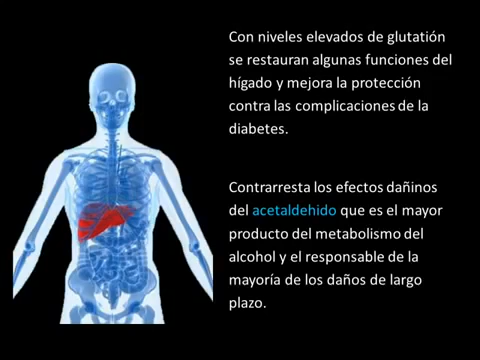 Con niveles elevados de glutatión
se restauran algunas funciones del
hígado y mejora la protección
contra las complicaciones de la
diabetes.
Contrarresta los efectos dañinos
del acetaldehido que es el mayor
producto del metabolismo del
alcohol y el responsable de la
mayoría de los daños de largo
plazo.